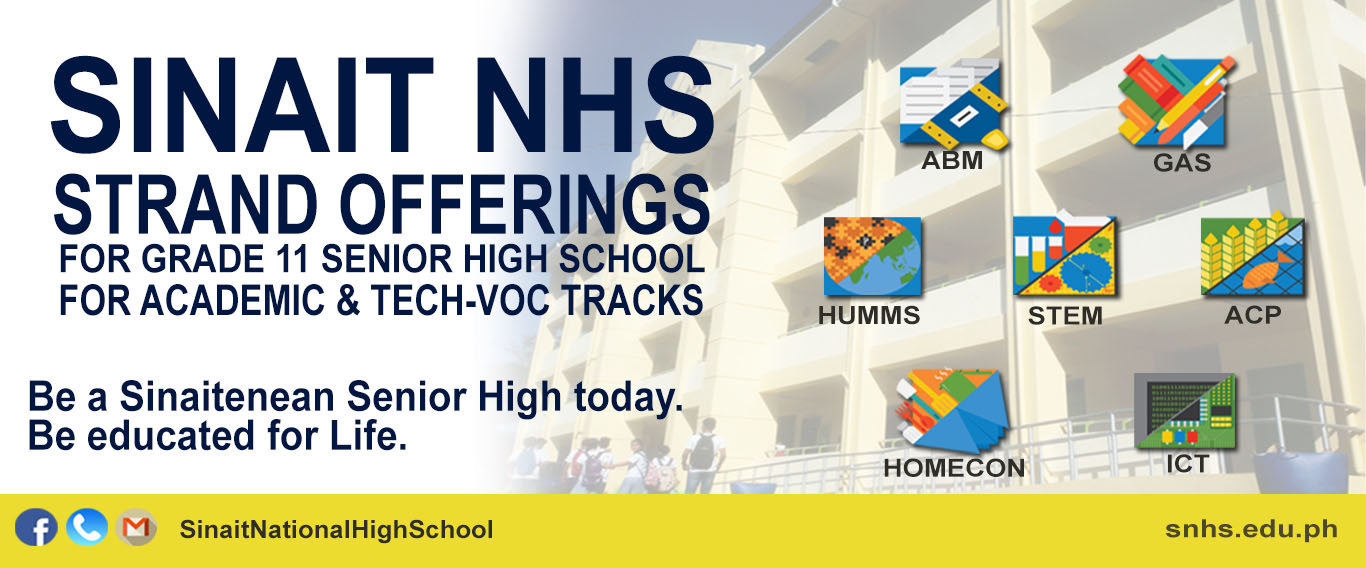 SINAIT NHS
STRAND OFFERINGS
FOR GRADE 11 SENIOR HIGH SCHOOL
FOR ACADEMIC & TECH-VOC TRACKS
Be a Sinaitenean Senior High today.
Be educated for Life.
ABM
GAS
HUMMS
STEM
ACP
HOMECON
ICT
SinaitNationalHighSchool
snhs.edu.ph